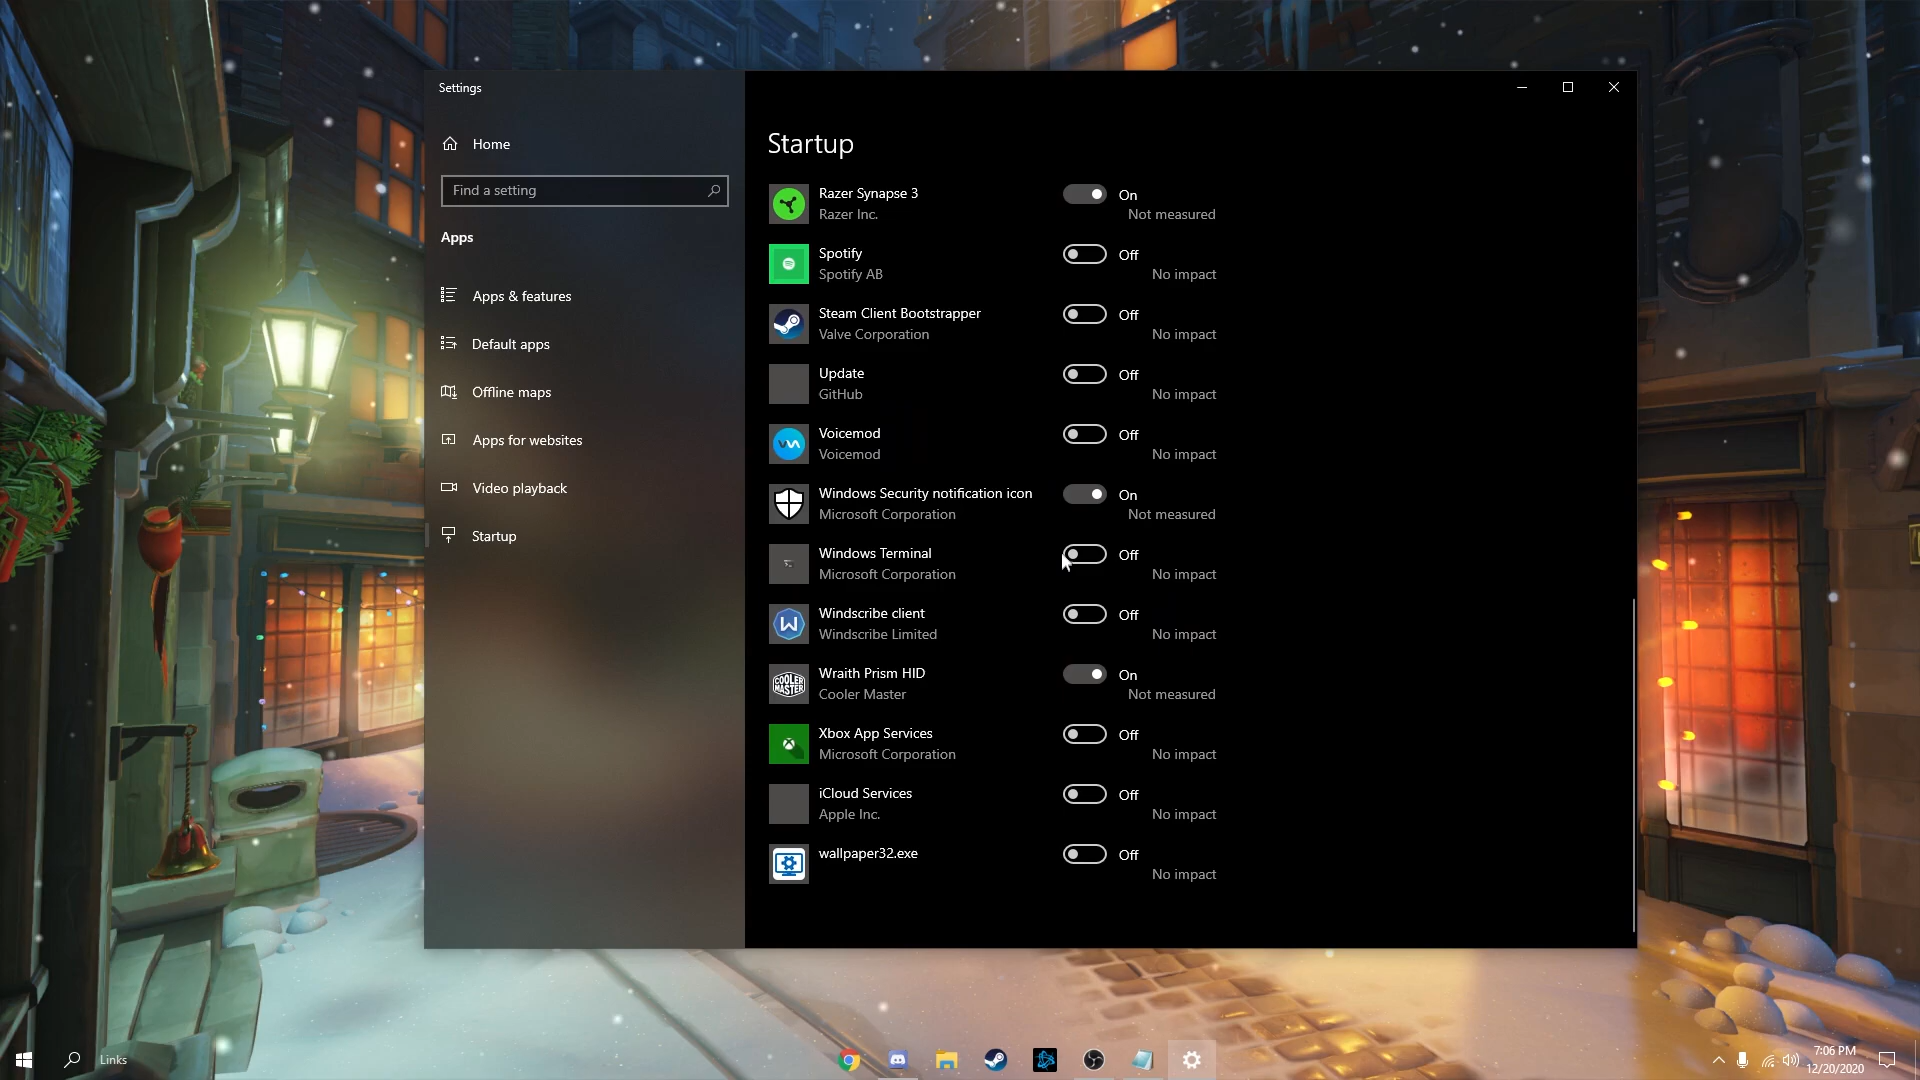 Settings
Home
Find a setting
Apps
Apps & features
Default apps
Offline maps
Apps for websites
Video playback
Startup
Startup
Razer Synapse 3
Razer Inc.
On
Not measured
Spotify
Spotify AB
Off
No impact
Steam Client Bootstrapper
Valve Corporation
Off
No impact
Update
GitHub
Off
No impact
Voicemod
Voicemod
Off
No impact
Windows Security notification icon
Microsoft Corporation
On
Not measured
Windows Terminal
Microsoft Corporation
Off
No impact
Windscribe client
Windscribe Limited
Off
No impact
COOLER
MASTER
Wraith Prism HID
Cooler Master
On
Not measured
Xbox App Services
Microsoft Corporation
Off
No impact
iCloud Services
Apple Inc.
Off
No impact
wallpaper32.exe
Off
No impact
Links
7:06 PM
12/20/2020